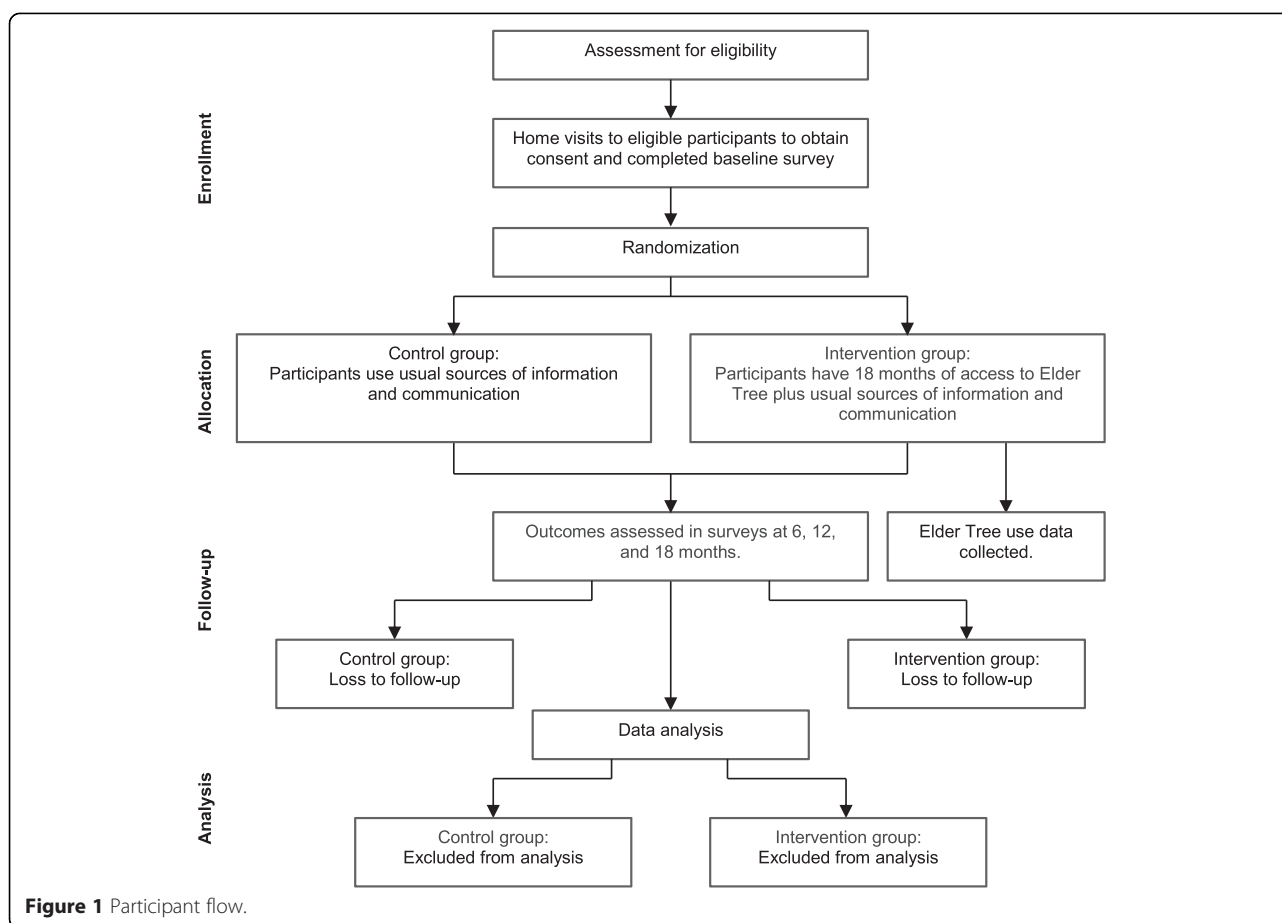 Assessment for eligibility
Enrollment
Home visits to eligible participants to obtain
consent and completed baseline survey
Randomization
Allocation
Control group:
Participants use usual sources of information
and communication
Intervention group:
Participants have 18 months of access to Elder
Tree plus usual sources of information and
communication
Follow-up
Outcomes assessed in surveys at 6, 12,
and 18 months.
Elder Tree use data
collected.
Control group:
Loss to follow-up
Intervention group:
Loss to follow-up
Analysis
Data analysis
Control group:
Excluded from analysis
Intervention group:
Excluded from analysis
Figure 1 Participant flow.